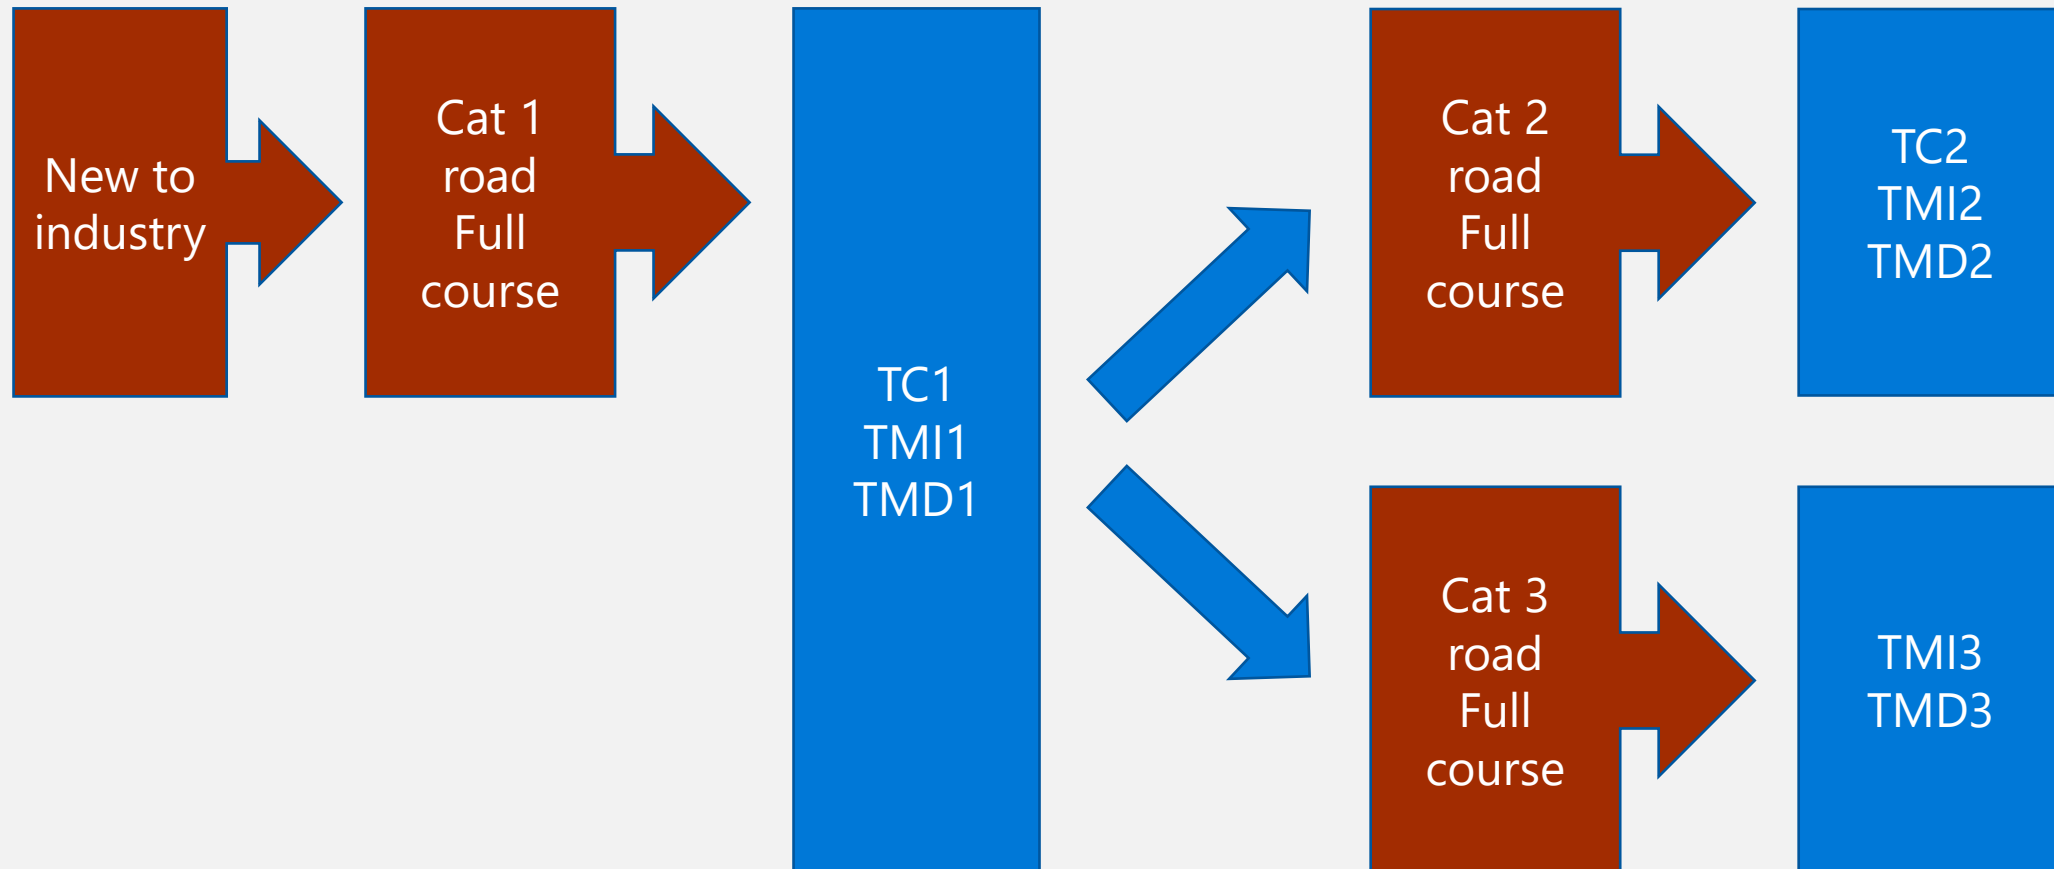 New to
industry
Cat 1
road
Full
course
TC1
TMI1
TMD1
Cat 2
road
Full
course
TC2
TMI2
TMD2
Cat 3
road
Full
course
TMI3
TMD3